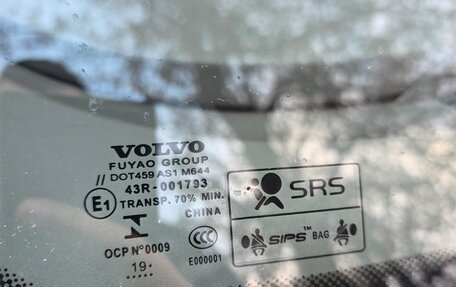 VOLVO
FUYAO GROUP
// DOT459 AS1 M644
43R-001793
E1 TRANSP. 70% MIN.
CHINA
OCP N°0009
CCC
E000001
19.
SRS
SIPS™ BAG